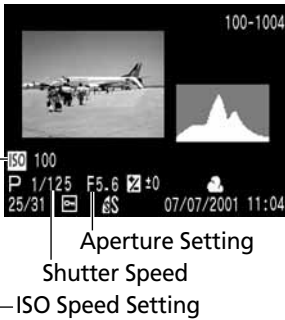 100-1004
ISO 100
P 1/125 F5.6 ±0
25/31 S 07/07/2001 11:04
Aperture Setting
Shutter Speed
ISO Speed Setting